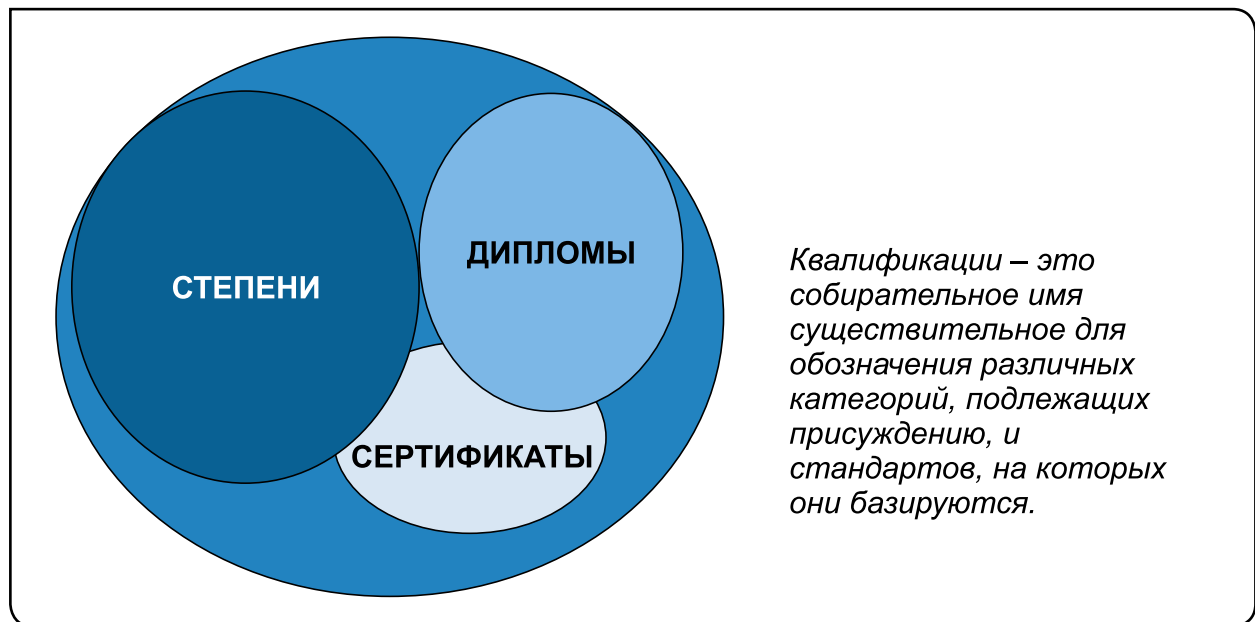 СТЕПЕНИ
ДИПЛОМЫ
СЕРТИФИКАТЫ
Квалификации – это
собирательное имя
существительное для
обозначения различных
категорий, подлежащих
присуждению, и
стандартов, на которых
они базируются.